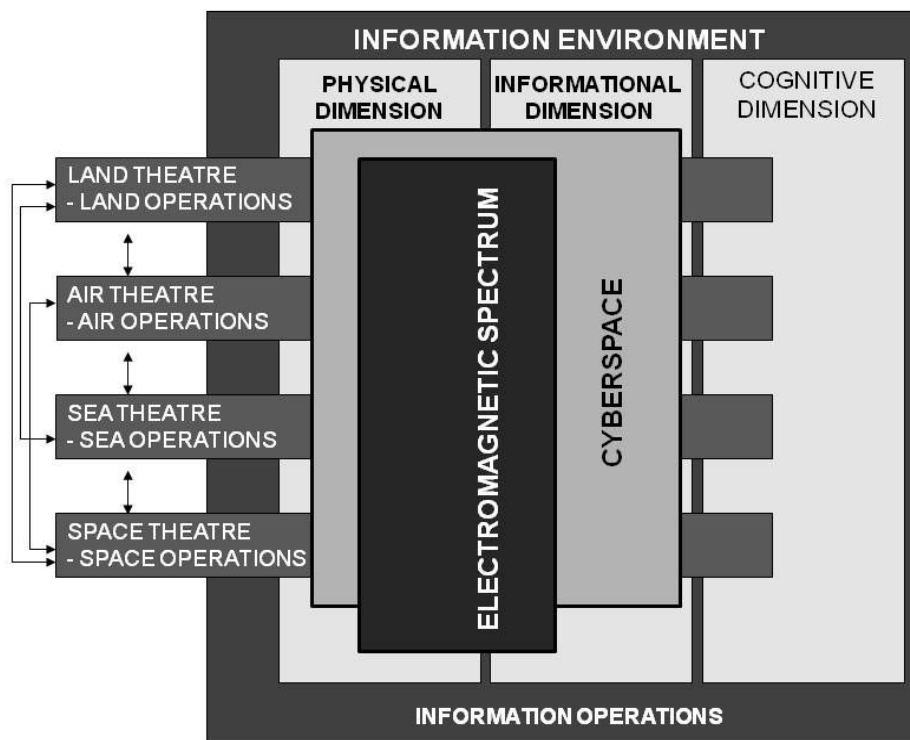 INFORMATION ENVIRONMENT
PHYSICAL
DIMENSION
INFORMATIONAL
DIMENSION
COGNITIVE
DIMENSION
LAND THEATRE
- LAND OPERATIONS
AIR THEATRE
- AIR OPERATIONS
SEA THEATRE
- SEA OPERATIONS
SPACE THEATRE
- SPACE OPERATIONS
ELECTROMAGNETIC SPECTRUM
CYBERSPACE
INFORMATION OPERATIONS